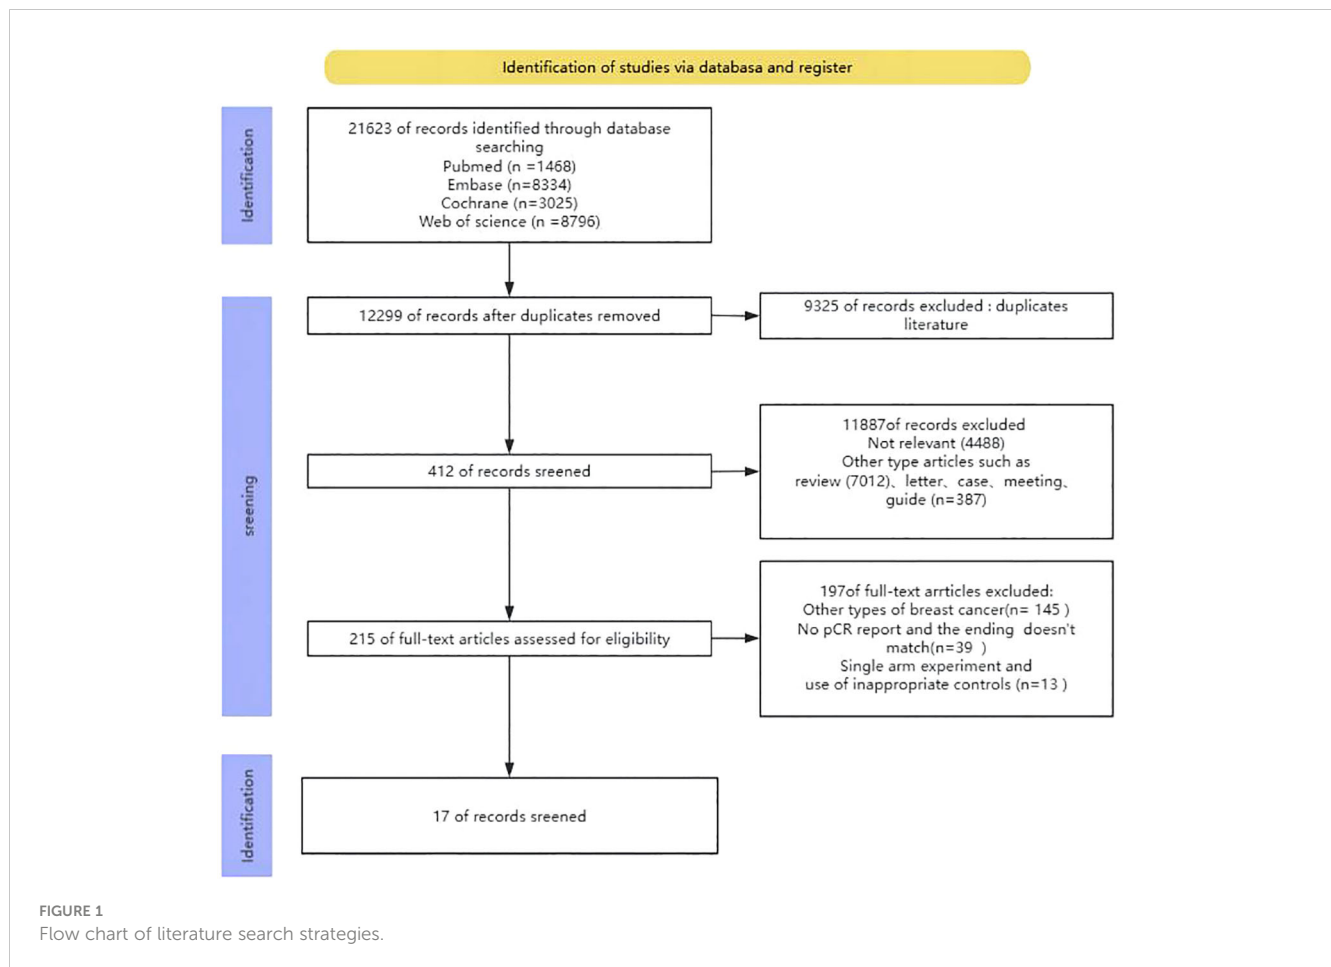 Identification of studies via databasa and register
Identification
21623 of records identified through database
searching
Pubmed (n =1468)
Embase (n=8334)
Cochrane (n=3025)
Web of science (n =8796)
sreening
12299 of records after duplicates removed
9325 of records excluded : duplicates
literature
412 of records sreened
11887of records excluded
Not relevant (4488)
Other type articles such as
review (7012)、letter、case、meeting、
guide (n=387)
215 of full-text articles assessed for eligibility
197of full-text arrticles excluded:
Other types of breast cancer(n= 145 )
No pCR report and the ending doesn't
match(n=39 )
Single arm experiment and
use of inappropriate controls (n=13 )
Identification
17 of records sreened
FIGURE 1
Flow chart of literature search strategies.